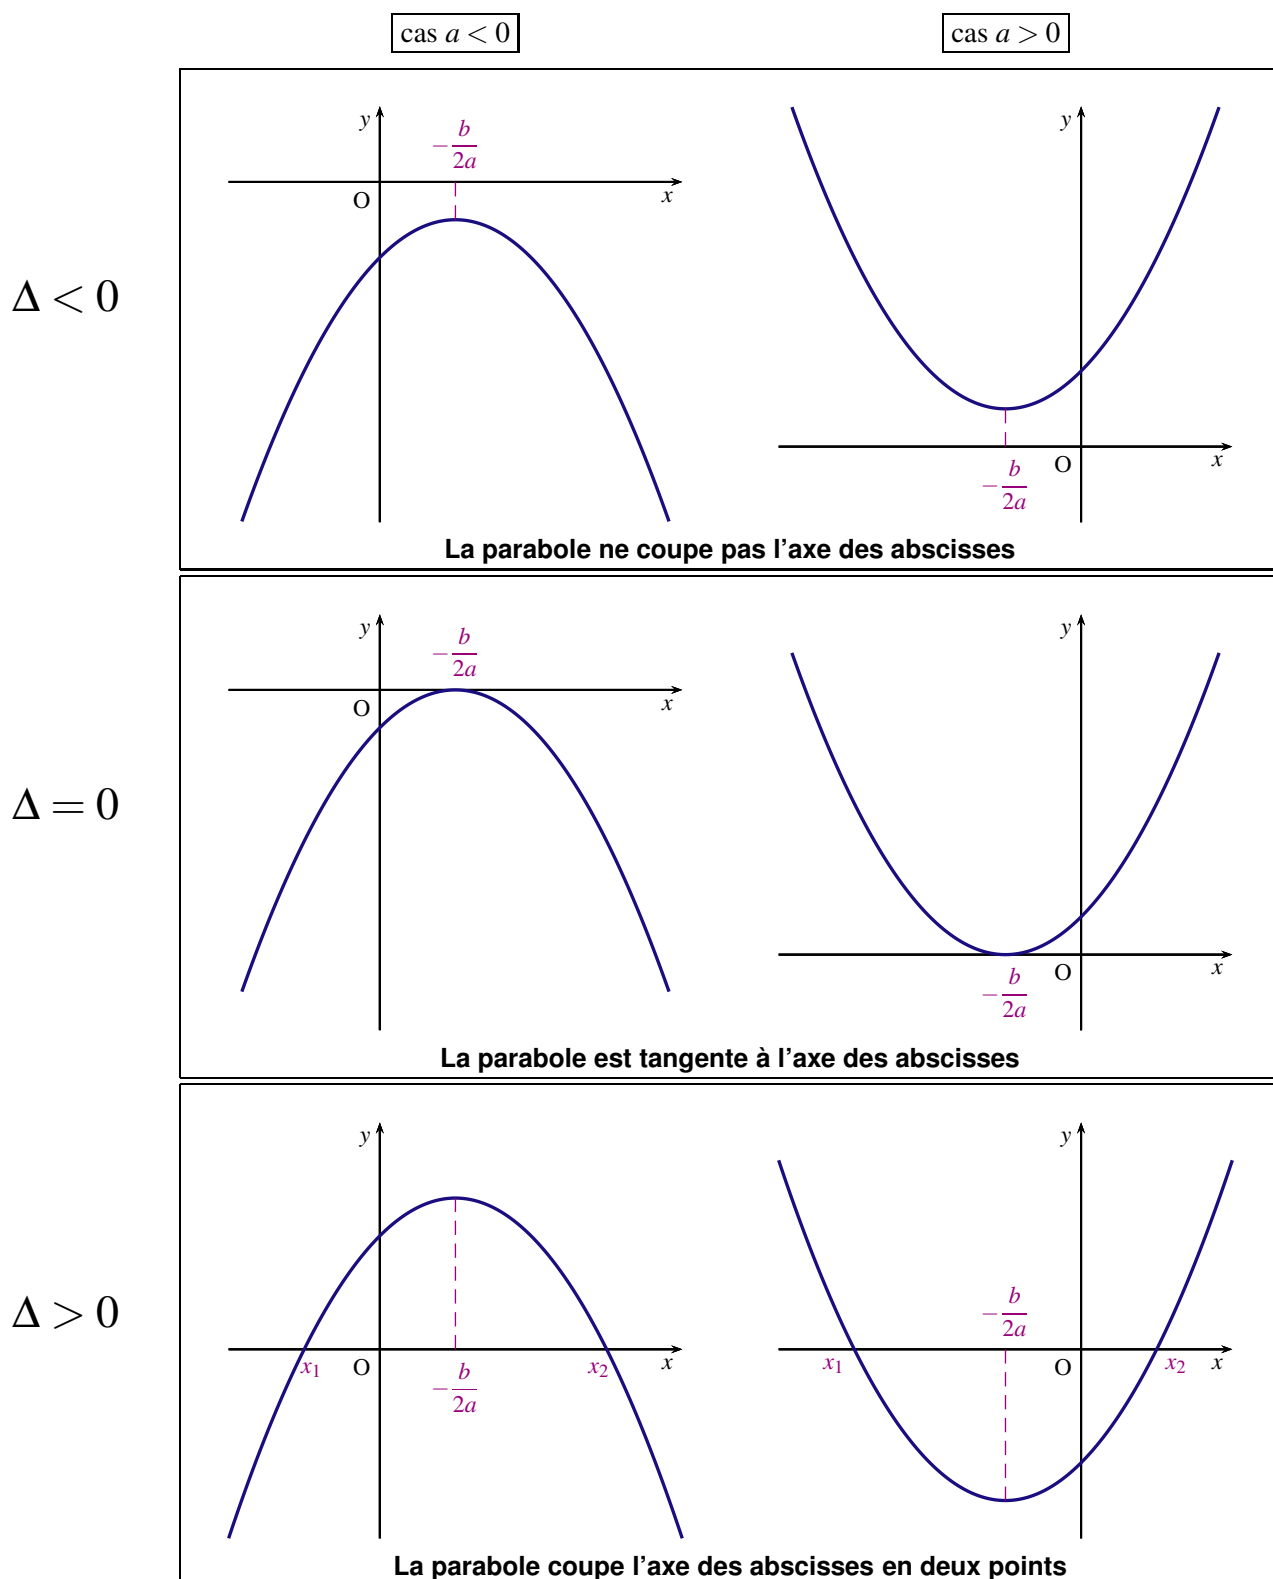 cas a < 0
cas a > 0
Δ < 0
y
−b/2a
O
x
y
O
x
−b/2a
La parabole ne coupe pas l'axe des abscisses
Δ = 0
y
−b/2a
O
x
y
O
x
−b/2a
La parabole est tangente à l'axe des abscisses
Δ > 0
y
x₁
O
−b/2a
x₂
x
y
−b/2a
x₁
O
x₂
x
La parabole coupe l'axe des abscisses en deux points